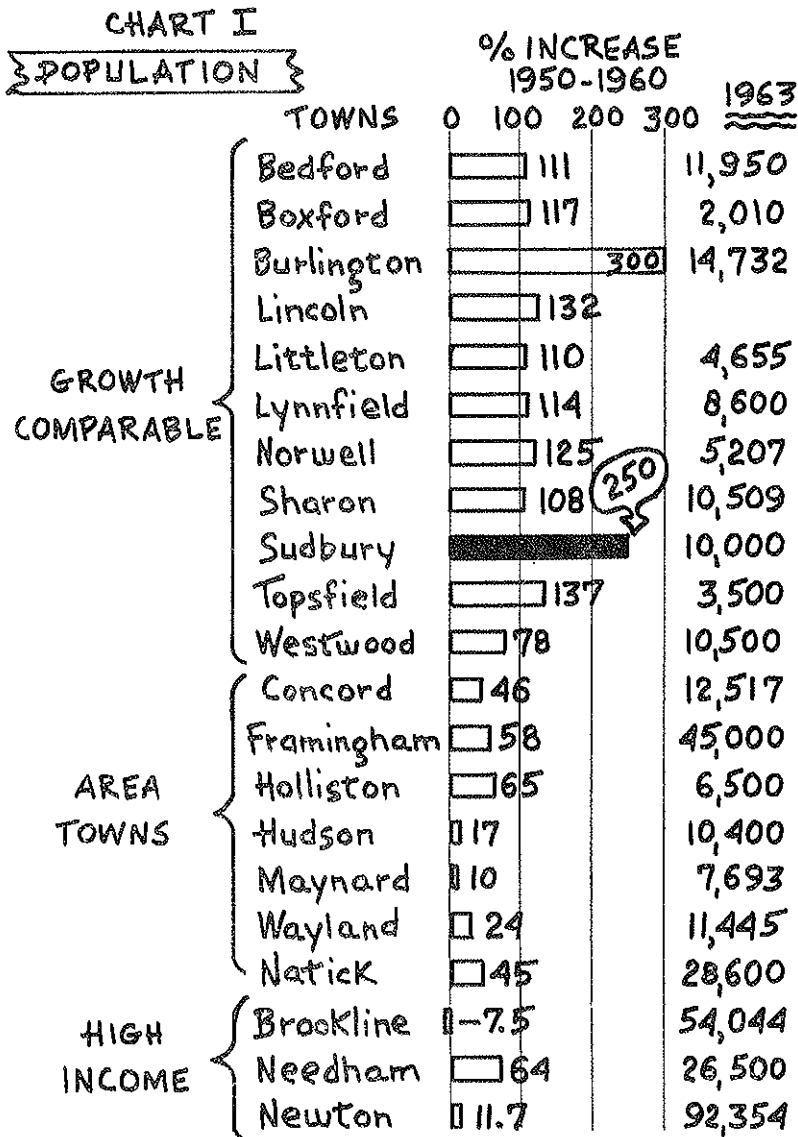 CHART I
POPULATION
% INCREASE
1950-1960
1963
TOWNS 0 100 200 300
GROWTH
COMPARABLE
Bedford 111 11,950
Boxford 117 2,010
Burlington 300 14,732
Lincoln 132
Littleton 110 4,655
Lynnfield 114 8,600
Norwell 125 5,207
Sharon 108 10,509
Sudbury 250 10,000
Topsfield 137 3,500
Westwood 78 10,500
AREA
TOWNS
Concord 46 12,517
Framingham 58 45,000
Holliston 65 6,500
Hudson 17 10,400
Maynard 10 7,693
Wayland 24 11,445
Natick 45 28,600
HIGH
INCOME
Brookline -7.5 54,044
Needham 64 26,500
Newton 11.7 92,354